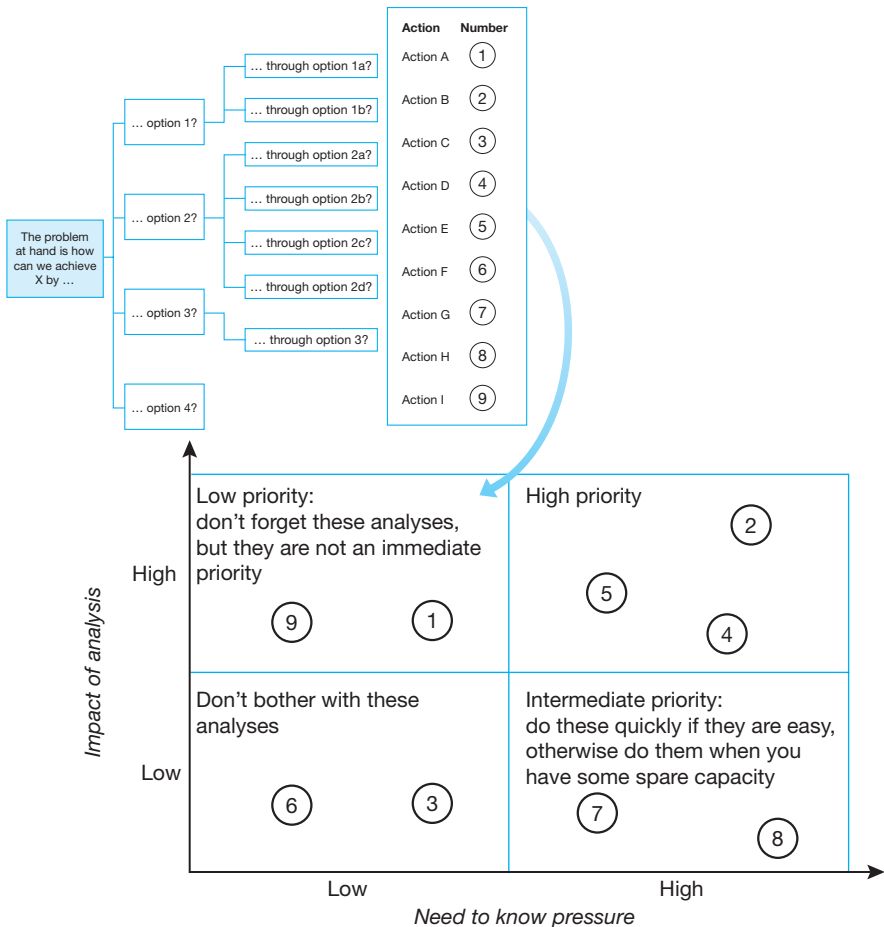 The problem
at hand is how
can we achieve
X by …
… option 1?
… option 2?
… option 3?
… option 4?
… through option 1a?
… through option 1b?
… through option 2a?
… through option 2b?
… through option 2c?
… through option 2d?
… through option 3?
Action Number
Action A 1
Action B 2
Action C 3
Action D 4
Action E 5
Action F 6
Action G 7
Action H 8
Action I 9
Impact of analysis
High
Low
Low priority:
don’t forget these analyses,
but they are not an immediate
priority
9 1
High priority
2
5
4
Don’t bother with these
analyses
6 3
Intermediate priority:
do these quickly if they are easy,
otherwise do them when you
have some spare capacity
7
8
Low High
Need to know pressure